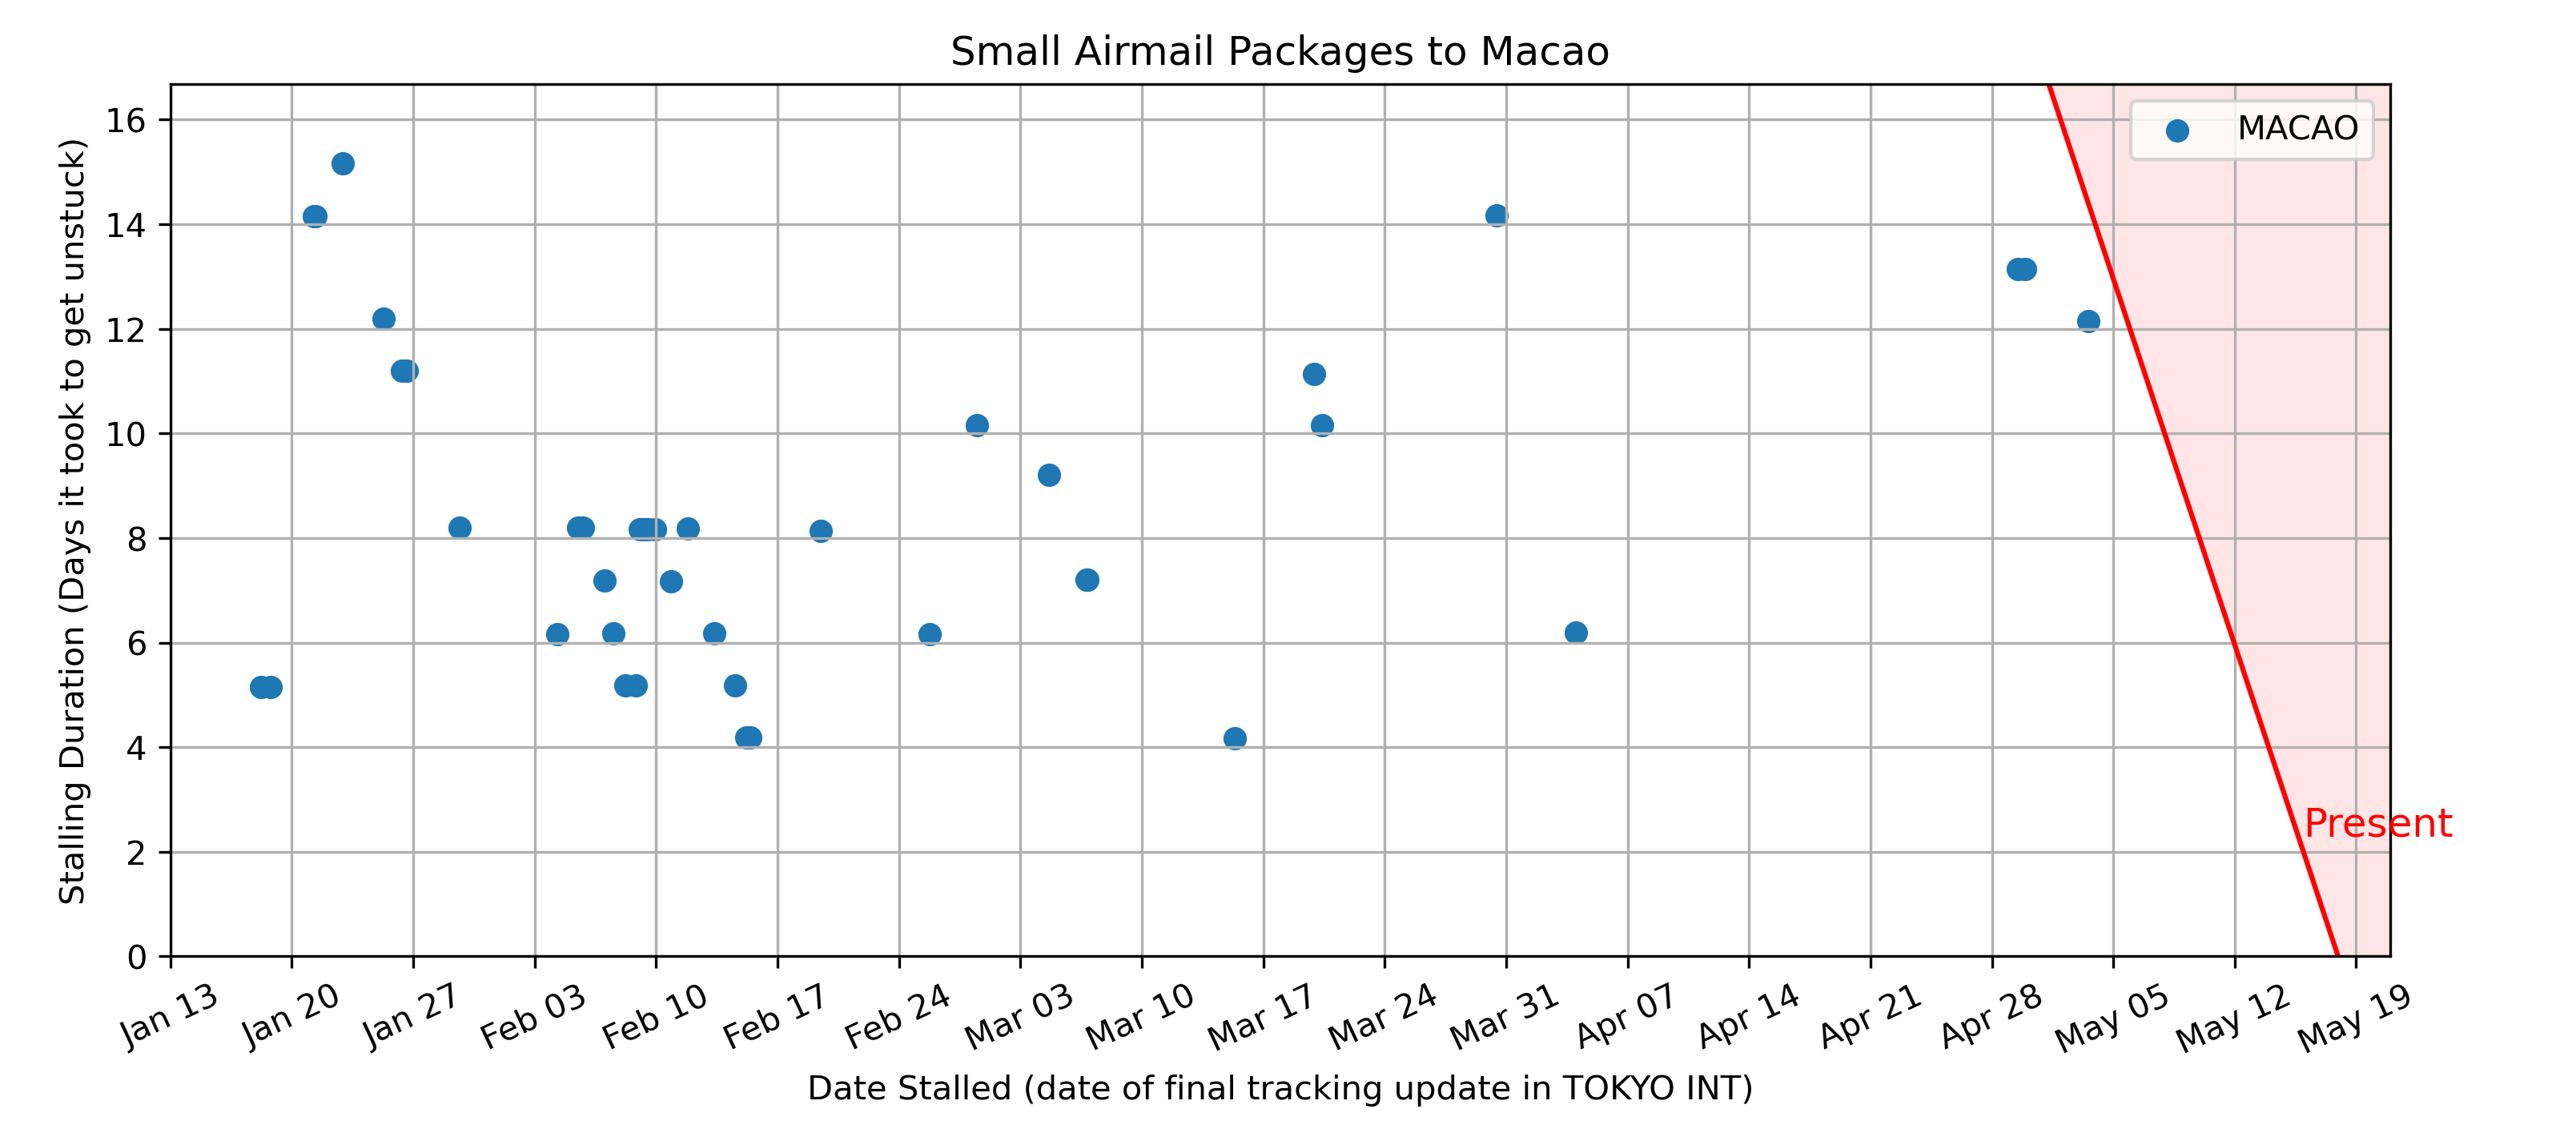 Small Airmail Packages to Macao
Stalling Duration (Days it took to get unstuck)
16
14
12
10
8
6
4
2
0
MACAO
Present
Jan 13
Jan 20
Jan 27
Feb 03
Feb 10
Feb 17
Feb 24
Mar 03
Mar 10
Mar 17
Mar 24
Mar 31
Apr 07
Apr 14
Apr 21
Apr 28
May 05
May 12
May 19
Date Stalled (date of final tracking update in TOKYO INT)